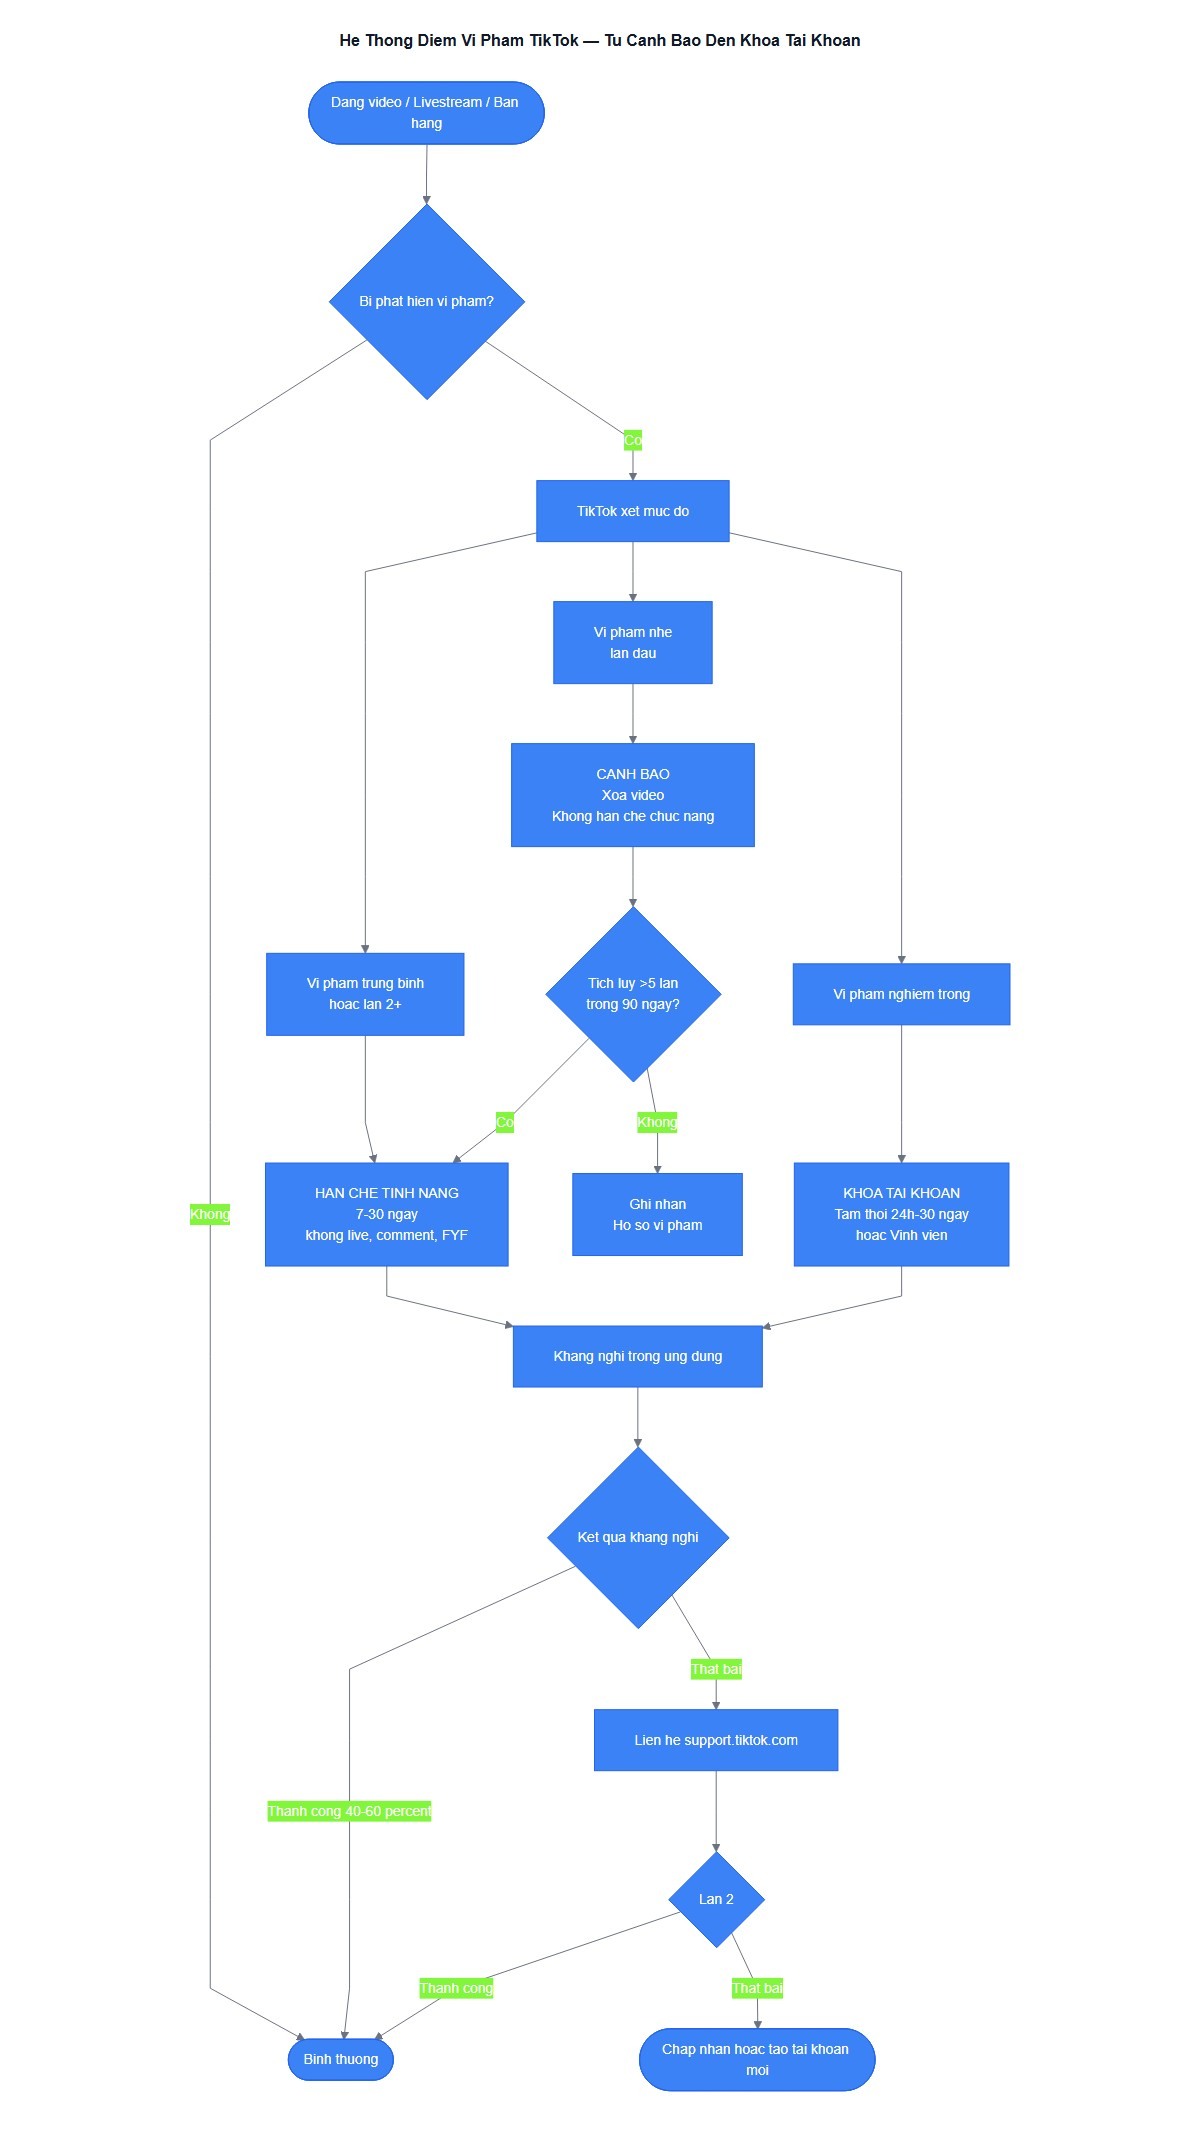 He Thong Diem Vi Pham TikTok — Tu Canh Bao Den Khoa Tai Khoan
Dang video / Livestream / Ban
hang
Bi phat hien vi pham?
Co
TikTok xet muc do
Vi pham nhe
lan dau
CANH BAO
Xoa video
Khong han che chuc nang
Vi pham trung binh
hoac lan 2+
Tich luy >5 lan
trong 90 ngay?
Vi pham nghiem trong
Co
Khong
HAN CHE TINH NANG
7-30 ngay
khong live, comment, FYF
Ghi nhan
Ho so vi pham
KHOA TAI KHOAN
Tam thoi 24h-30 ngay
hoac Vinh vien
Khong
Khang nghi trong ung dung
Ket qua khang nghi
That bai
Lien he support.tiktok.com
Thanh cong 40-60 percent
Lan 2
Thanh cong
That bai
Binh thuong
Chap nhan hoac tao tai khoan
moi